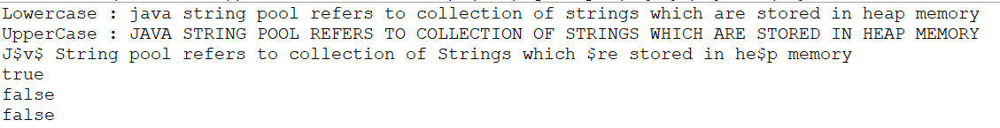 Lowercase : java string pool refers to collection of strings which are stored in heap memory
UpperCase : JAVA STRING POOL REFERS TO COLLECTION OF STRINGS WHICH ARE STORED IN HEAP MEMORY
J$v$ String pool refers to collection of Strings which $re stored in he$p memory
true
false
false